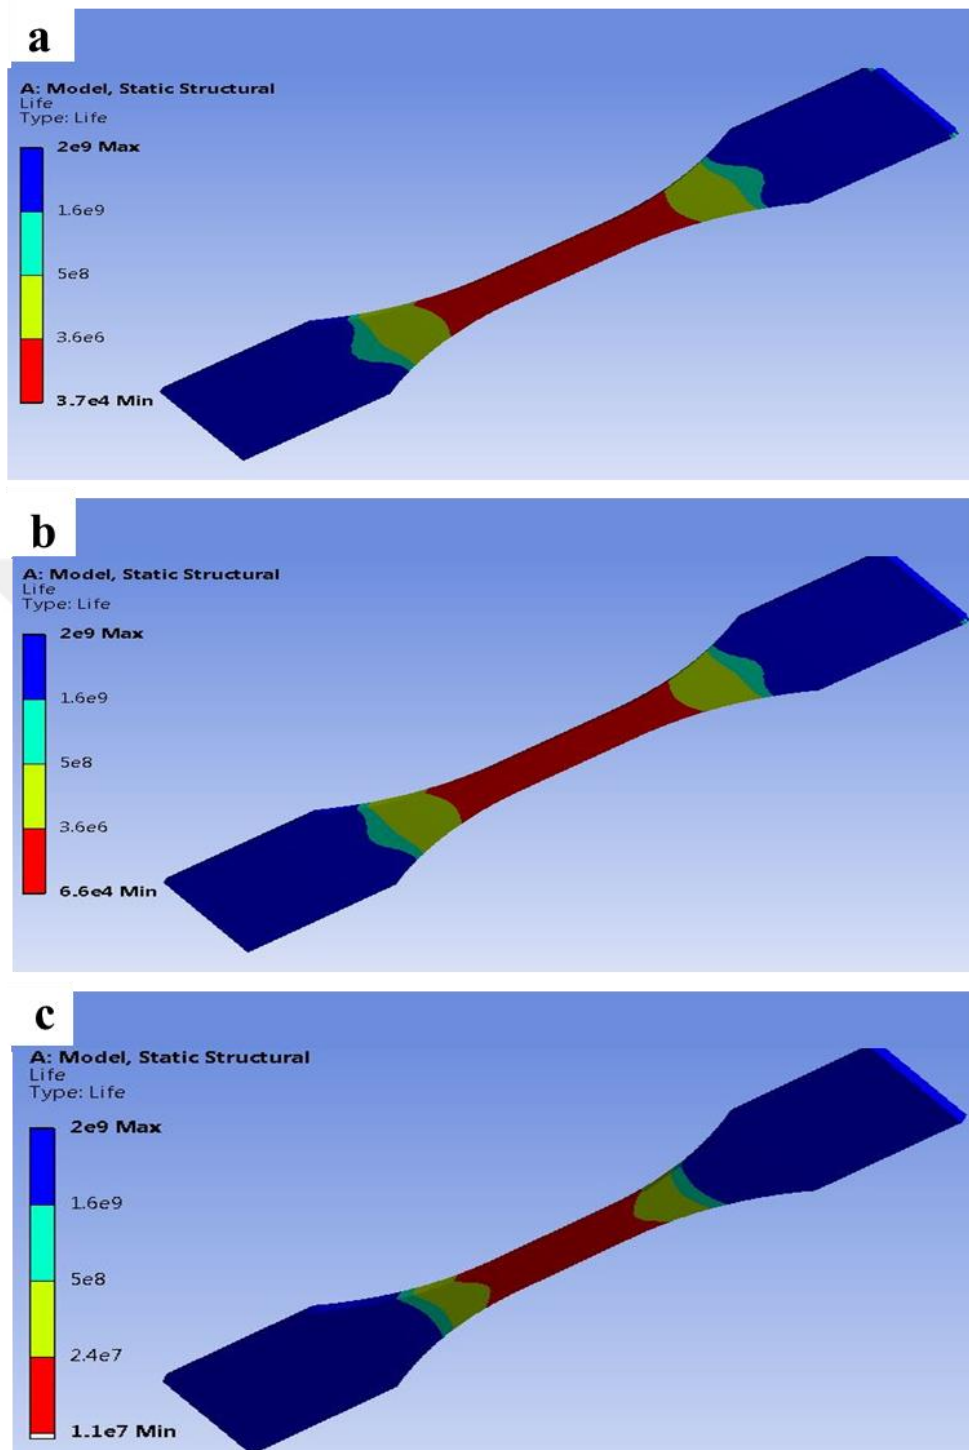 a
A: Model, Static Structural
Life
Type: Life
2e9 Max
1.6e9
5e8
3.6e6
3.7e4 Min
b
A: Model, Static Structural
Life
Type: Life
2e9 Max
1.6e9
5e8
3.6e6
6.6e4 Min
c
A: Model, Static Structural
Life
Type: Life
2e9 Max
1.6e9
5e8
2.4e7
1.1e7 Min